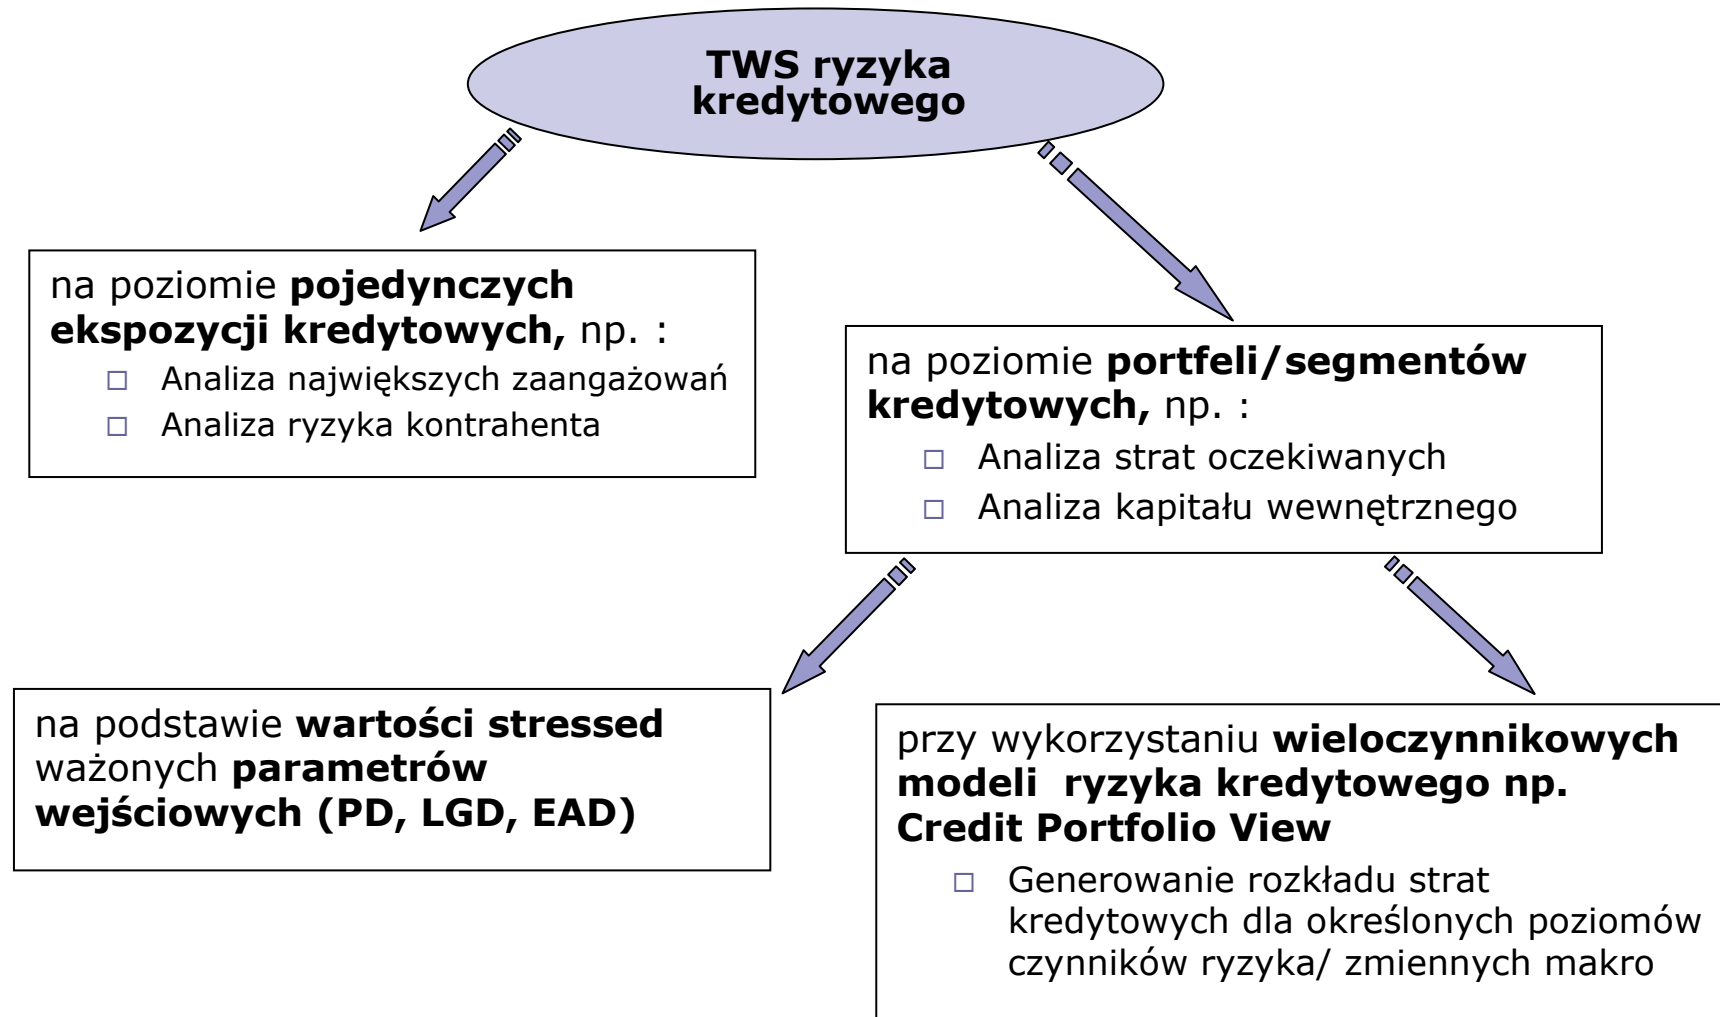 TWS ryzyka
kredytowego
na poziomie pojedynczych
ekspozycji kredytowych, np. :
Analiza największych zaangażowań
Analiza ryzyka kontrahenta
na poziomie portfeli/segmentów
kredytowych, np. :
Analiza strat oczekiwanych
Analiza kapitału wewnętrznego
na podstawie wartości stressed
ważonych parametrów
wejściowych (PD, LGD, EAD)
przy wykorzystaniu wieloczynnikowych
modeli ryzyka kredytowego np.
Credit Portfolio View
Generowanie rozkładu strat
kredytowych dla określonych poziomów
czynników ryzyka/ zmiennych makro